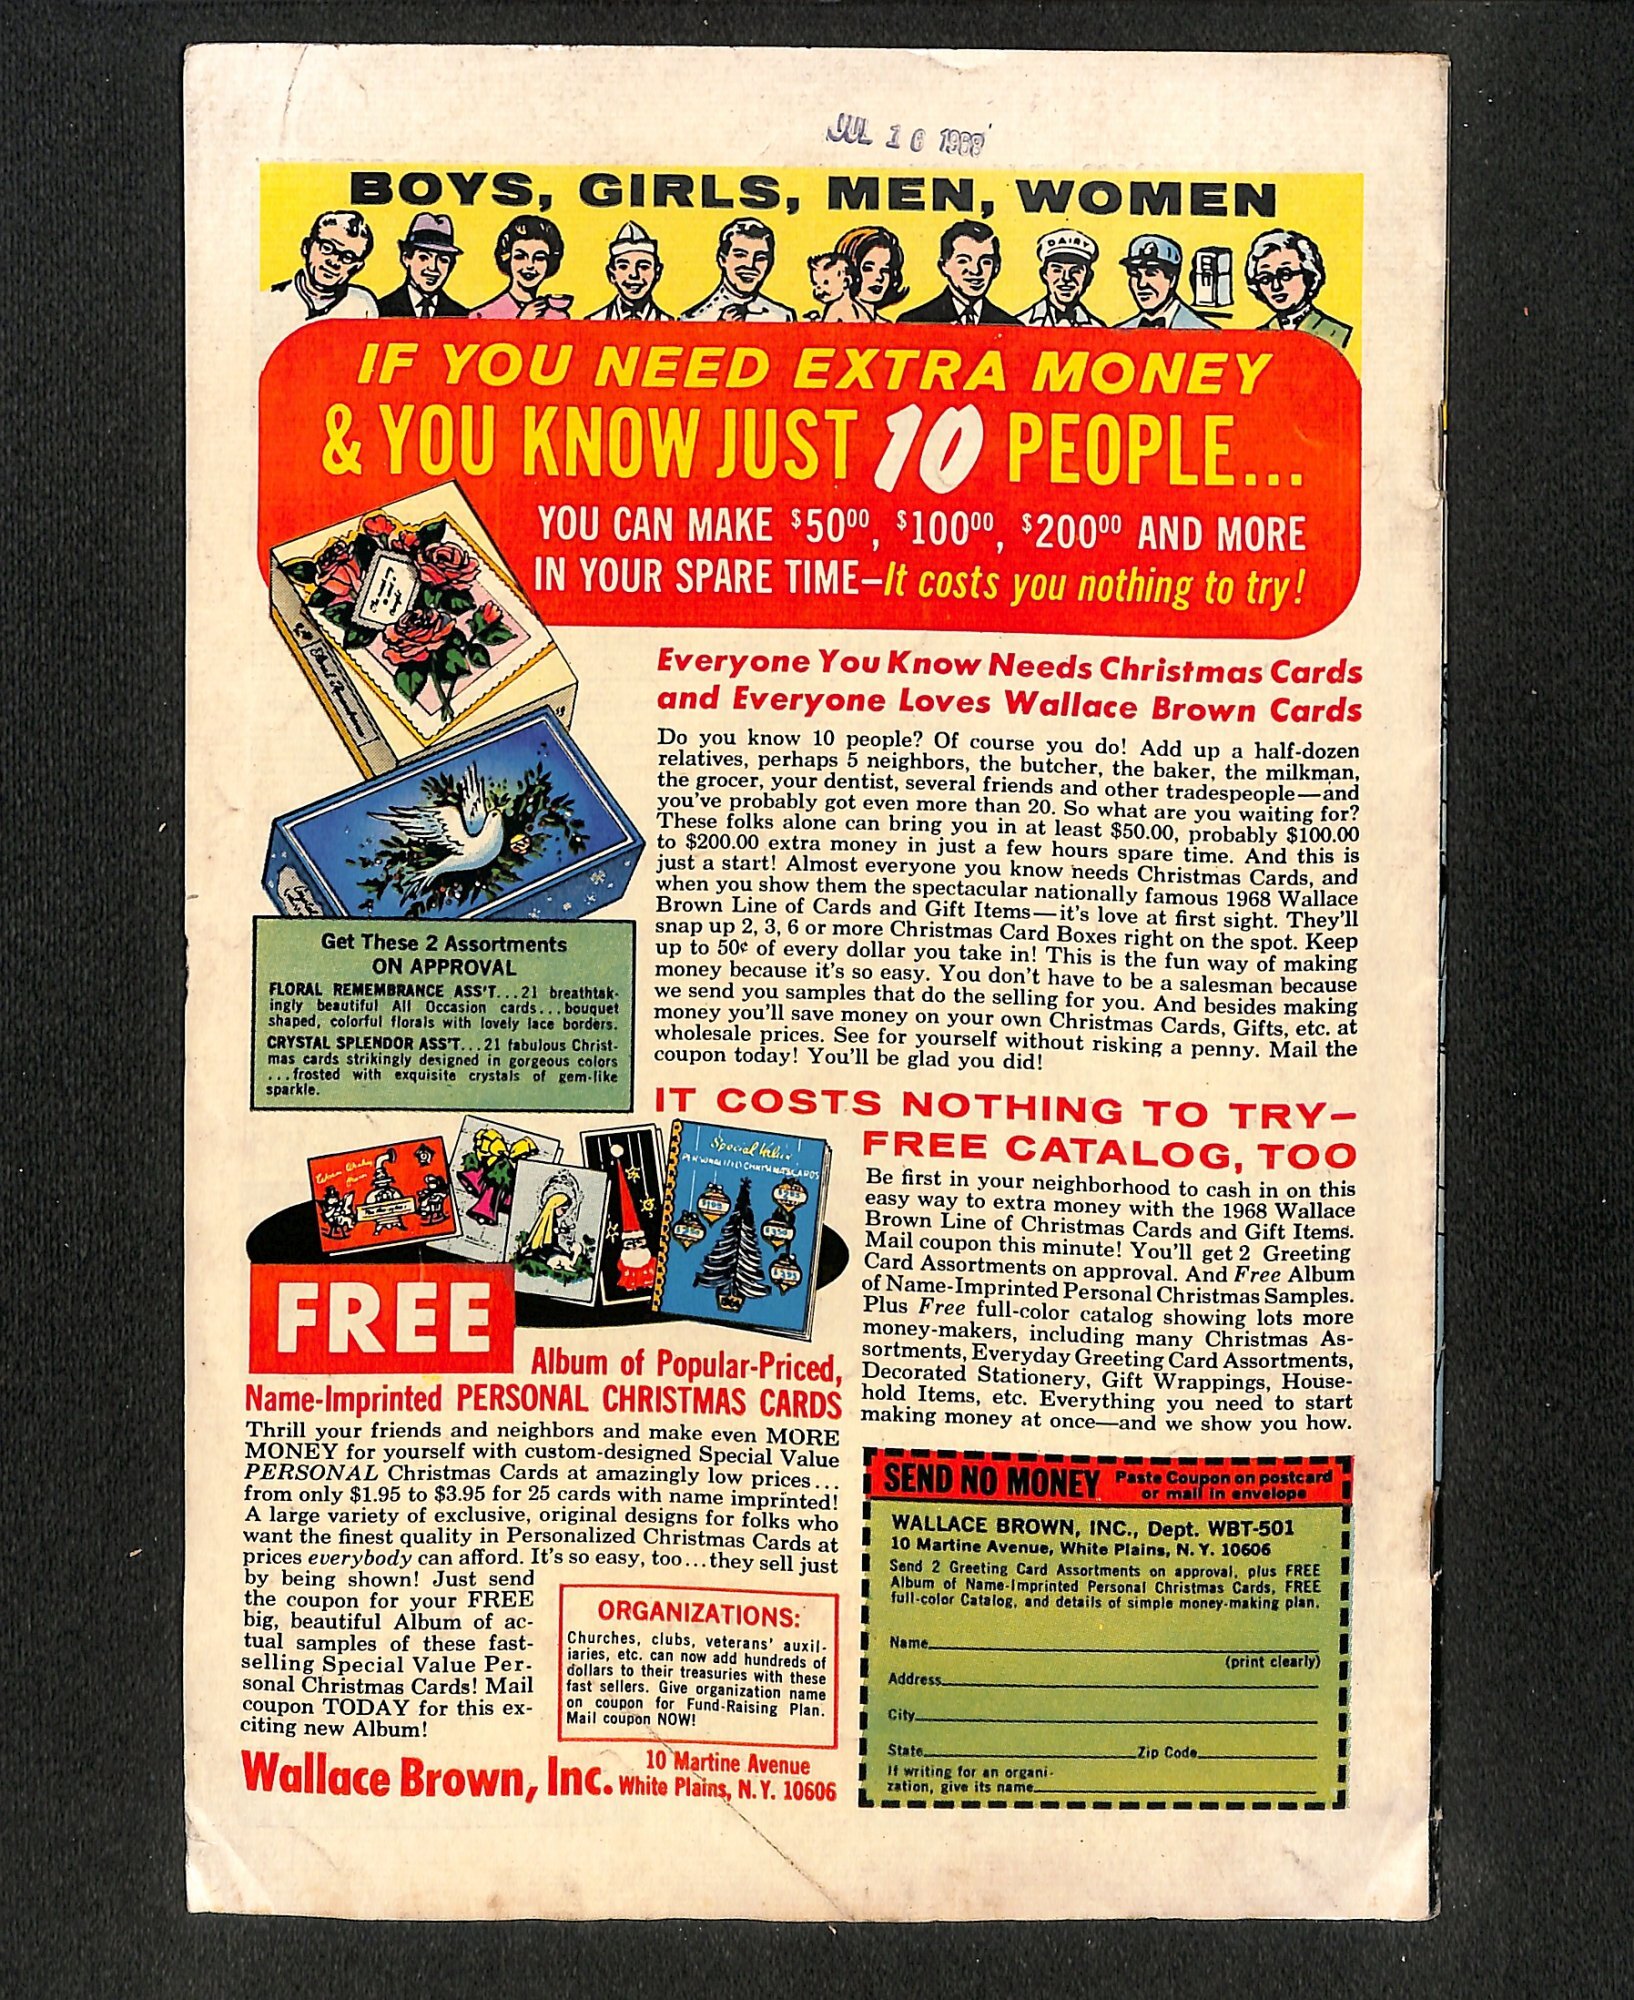 JUL 16 1968
BOYS, GIRLS, MEN, WOMEN
DAIRY
IF YOU NEED EXTRA MONEY
& YOU KNOW JUST 10 PEOPLE...
YOU CAN MAKE $50.00, $100.00, $200.00 AND MORE
IN YOUR SPARE TIME—It costs you nothing to try!
Everyone You Know Needs Christmas Cards
and Everyone Loves Wallace Brown Cards
Do you know 10 people? Of course you do! Add up a half-dozen
relatives, perhaps 5 neighbors, the butcher, the baker, the milkman,
the grocer, your dentist, several friends and other tradespeople—and
you've probably got even more than 20. So what are you waiting for?
These folks alone can bring you in at least $50.00, probably $100.00
to $200.00 extra money in just a few hours spare time. And this is
just a start! Almost everyone you know needs Christmas Cards, and
when you show them the spectacular nationally famous 1968 Wallace
Brown Line of Cards and Gift Items—it's love at first sight. They'll
snap up 2, 3, 6 or more Christmas Card Boxes right on the spot. Keep
up to 50¢ of every dollar you take in! This is the fun way of making
money because it's so easy. You don't have to be a salesman because
we send you samples that do the selling for you. And besides making
money you'll save money on your own Christmas Cards, Gifts, etc. at
wholesale prices. See for yourself without risking a penny. Mail the
coupon today! You'll be glad you did!
Get These 2 Assortments
ON APPROVAL
FLORAL REMEMBRANCE ASS'T...21 breathtak-
ingly beautiful All Occasion cards...bouquet
shaped, colorful florals with lovely lace borders.
CRYSTAL SPLENDOR ASS'T...21 fabulous Christ-
mas cards strikingly designed in gorgeous colors
...frosted with exquisite crystals of gem-like
sparkle.
IT COSTS NOTHING TO TRY—
FREE CATALOG, TOO
Be first in your neighborhood to cash in on this
easy way to extra money with the 1968 Wallace
Brown Line of Christmas Cards and Gift Items.
Mail coupon this minute! You'll get 2 Greeting
Card Assortments on approval. And Free Album
of Name-Imprinted Personal Christmas Samples.
Plus Free full-color catalog showing lots more
money-makers, including many Christmas As-
sortments, Everyday Greeting Card Assortments,
Decorated Stationery, Gift Wrappings, House-
hold Items, etc. Everything you need to start
making money at once—and we show you how.
Special Value
PERSONALIZED CHRISTMAS CARDS
$1.95
$2.95
$3.95
FREE
Album of Popular-Priced,
Name-Imprinted PERSONAL CHRISTMAS CARDS
Thrill your friends and neighbors and make even MORE
MONEY for yourself with custom-designed Special Value
PERSONAL Christmas Cards at amazingly low prices...
from only $1.95 to $3.95 for 25 cards with name imprinted!
A large variety of exclusive, original designs for folks who
want the finest quality in Personalized Christmas Cards at
prices everybody can afford. It's so easy, too...they sell just
by being shown! Just send
the coupon for your FREE
big, beautiful Album of ac-
tual samples of these fast-
selling Special Value Per-
sonal Christmas Cards! Mail
coupon TODAY for this ex-
citing new Album!
ORGANIZATIONS:
Churches, clubs, veterans' auxil-
iaries, etc. can now add hundreds of
dollars to their treasuries with these
fast sellers. Give organization name
on coupon for Fund-Raising Plan.
Mail coupon NOW!
Wallace Brown, Inc. 10 Martine Avenue
White Plains, N.Y. 10606
SEND NO MONEY Paste Coupon on postcard
or mail in envelope
WALLACE BROWN, INC., Dept. WBT-501
10 Martine Avenue, White Plains, N. Y. 10606
Send 2 Greeting Card Assortments on approval, plus FREE
Album of Name-Imprinted Personal Christmas Cards, FREE
full-color Catalog, and details of simple money-making plan.
Name
(print clearly)
Address
City
State Zip Code
If writing for an organi-
zation, give its name